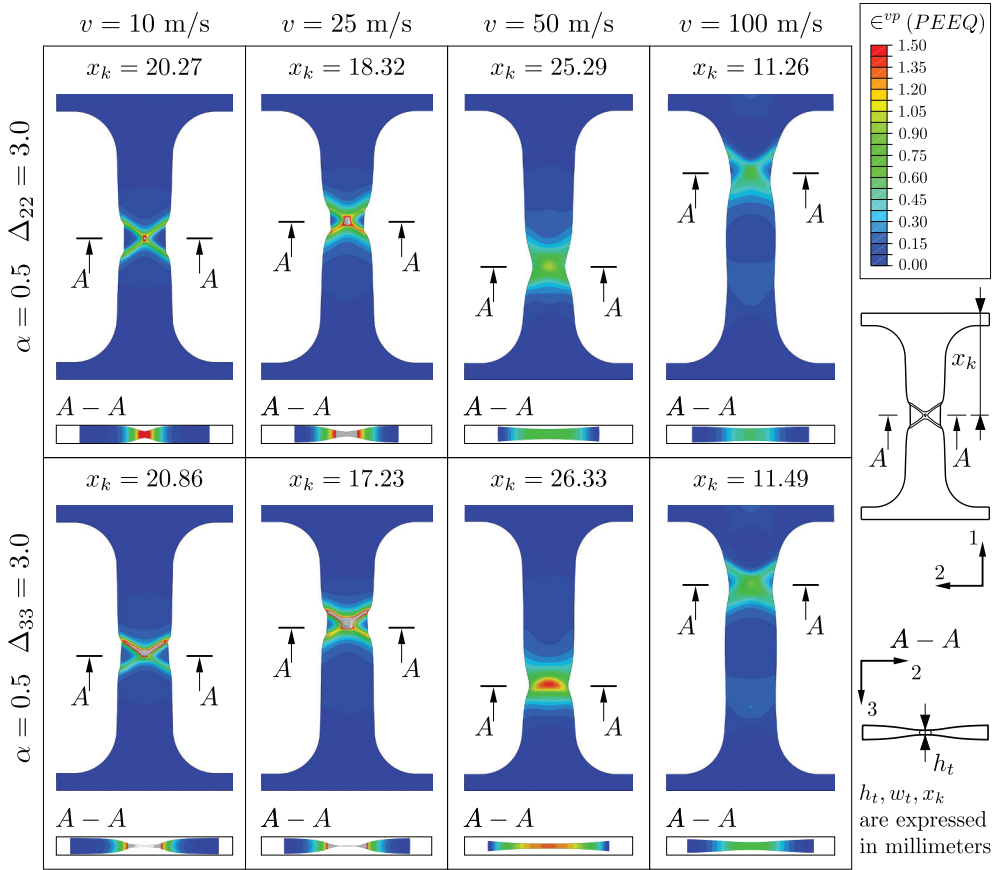 v = 10 m/s v = 25 m/s v = 50 m/s v = 100 m/s
∈^{vp} (PEEQ)
1.50
1.35
1.20
1.05
0.90
0.75
0.60
0.45
0.30
0.15
0.00
α = 0.5 Δ₂₂ = 3.0
x_k = 20.27 x_k = 18.32 x_k = 25.29 x_k = 11.26
A A A A A A A A
A − A A − A A − A A − A
α = 0.5 Δ₃₃ = 3.0
x_k = 20.86 x_k = 17.23 x_k = 26.33 x_k = 11.49
A A A A A A A A
A − A A − A A − A A − A
x_k
A A
1
2
A − A
2
3
h_t
h_t, w_t, x_k
are expressed
in millimeters